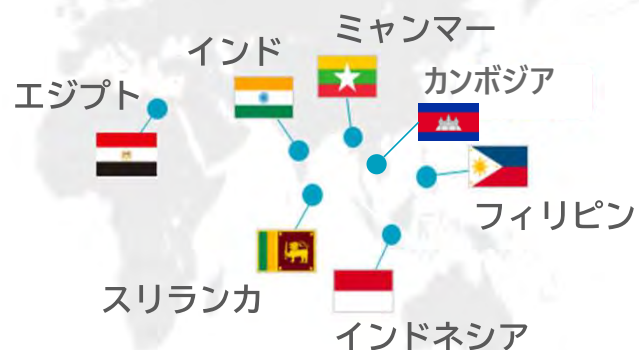 ミャンマー
インド
カンボジア
エジプト
フィリピン
スリランカ
インドネシア